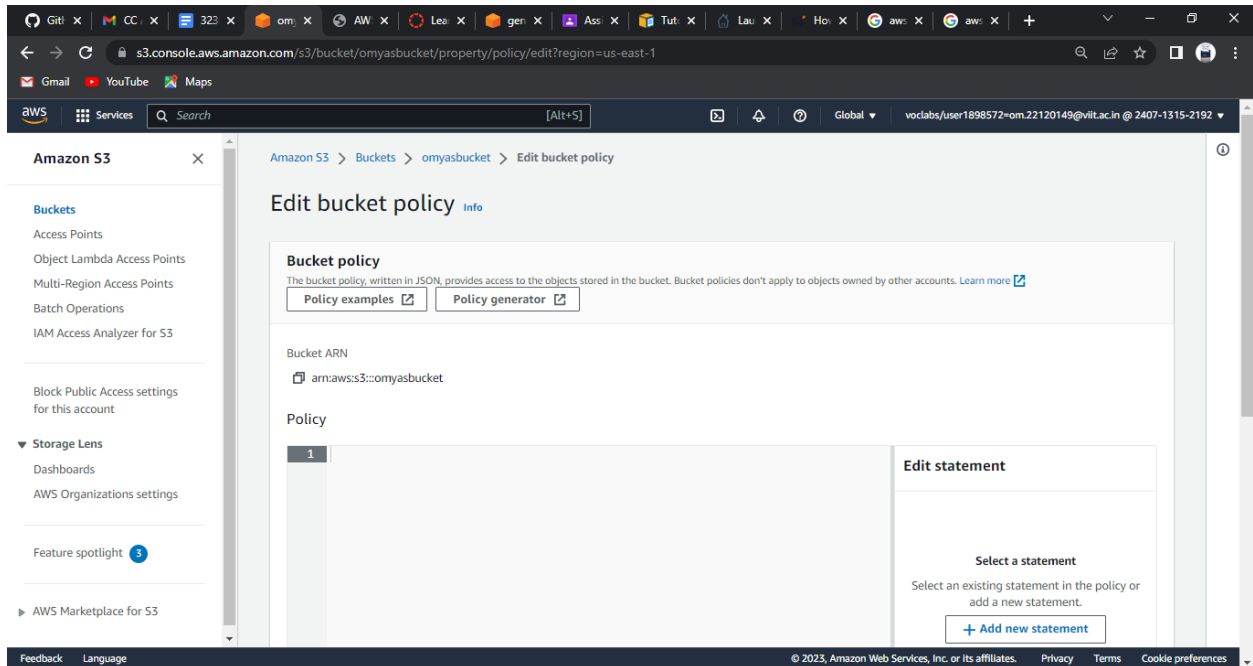 Gith
CC /
323
omy
AW
Lear
gen
Assi
Tuto
Lau
How
aws
aws
s3.console.aws.amazon.com/s3/bucket/omyasbucket/property/policy/edit?region=us-east-1
Gmail YouTube Maps
aws Services Search [Alt+S] Global voclabs/user1898572=om.22120149@viit.ac.in @ 2407-1315-2192
Amazon S3
Buckets
Access Points
Object Lambda Access Points
Multi-Region Access Points
Batch Operations
IAM Access Analyzer for S3
Block Public Access settings
for this account
Storage Lens
Dashboards
AWS Organizations settings
Feature spotlight 3
AWS Marketplace for S3
Amazon S3 > Buckets > omyasbucket > Edit bucket policy
Edit bucket policy Info
Bucket policy
The bucket policy, written in JSON, provides access to the objects stored in the bucket. Bucket policies don't apply to objects owned by other accounts. Learn more
Policy examples Policy generator
Bucket ARN
arn:aws:s3:::omyasbucket
Policy
1
Edit statement
Select a statement
Select an existing statement in the policy or
add a new statement.
+ Add new statement
Feedback Language © 2023, Amazon Web Services, Inc. or its affiliates. Privacy Terms Cookie preferences